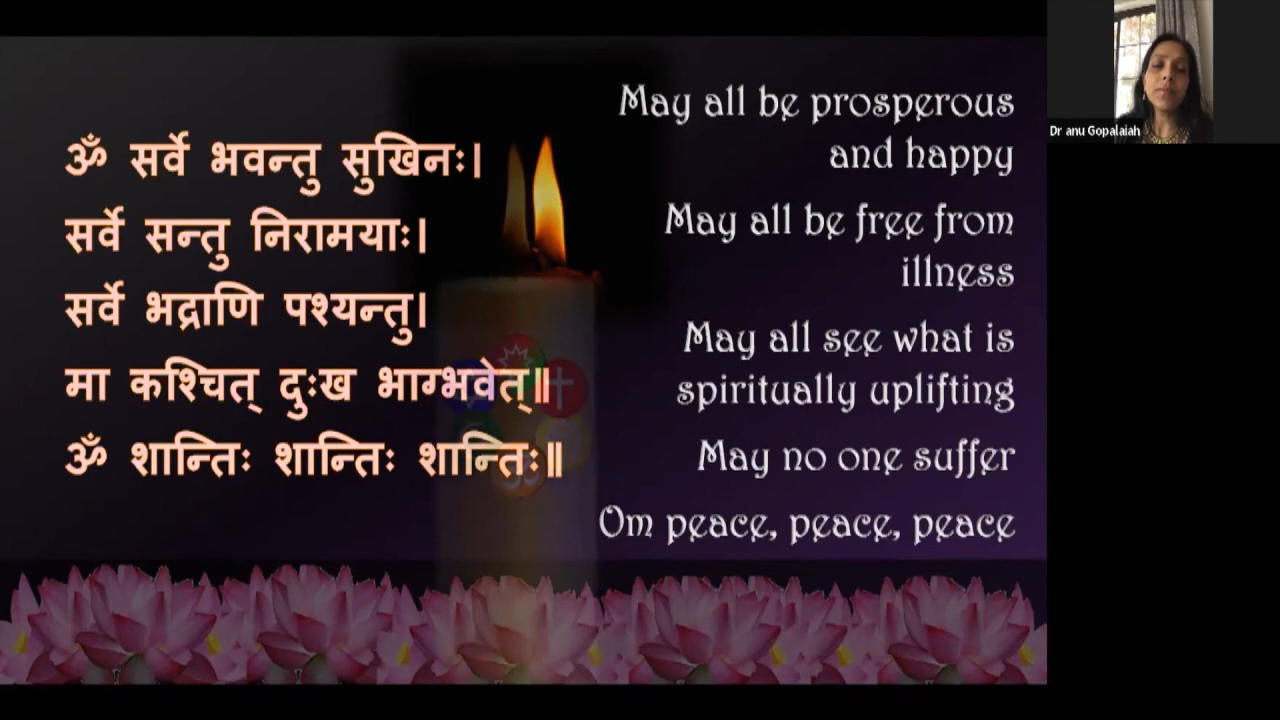 ॐ सर्वे भवन्तु सुखिनः।
सर्वे सन्तु निरामयाः।
सर्वे भद्राणि पश्यन्तु।
मा कश्चित् दुःख भाग्भवेत्॥
ॐ शान्तिः शान्तिः शान्तिः॥
May all be prosperous
and happy
May all be free from
illness
May all see what is
spiritually uplifting
May no one suffer
Om peace, peace, peace
Dr anu Gopalaiah